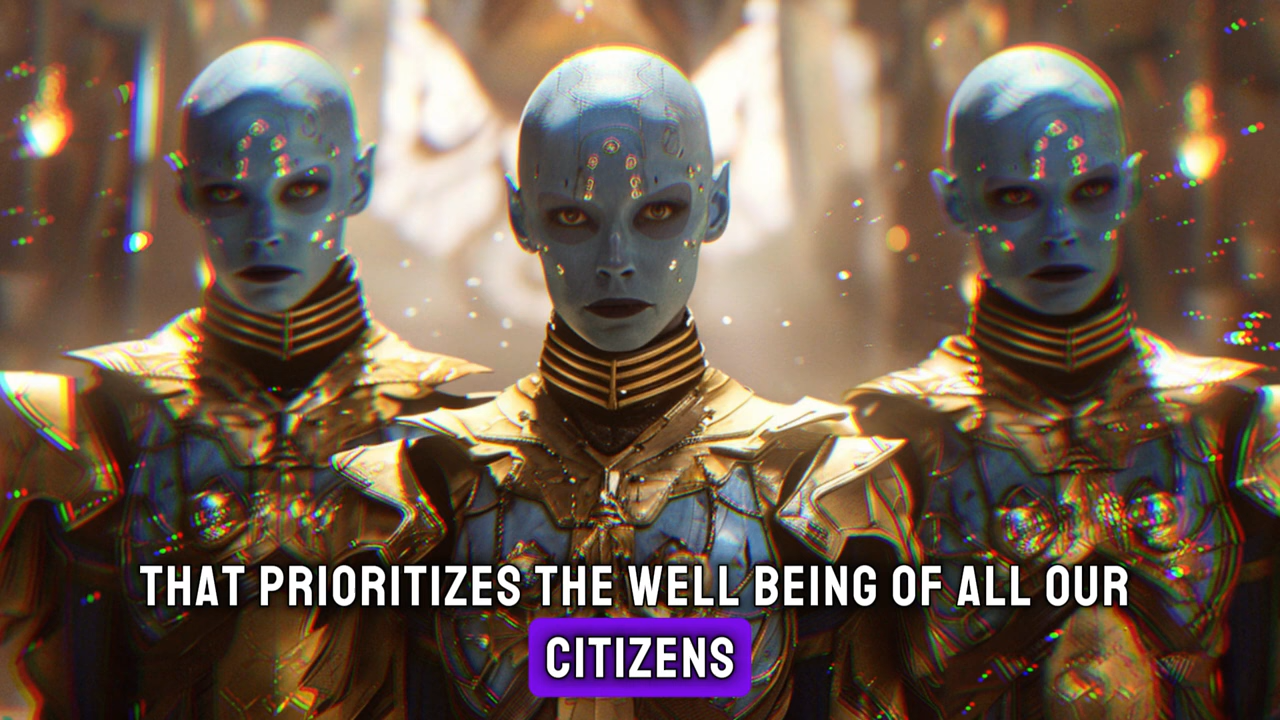 THAT PRIORITIZES THE WELL BEING OF ALL OUR
CITIZENS